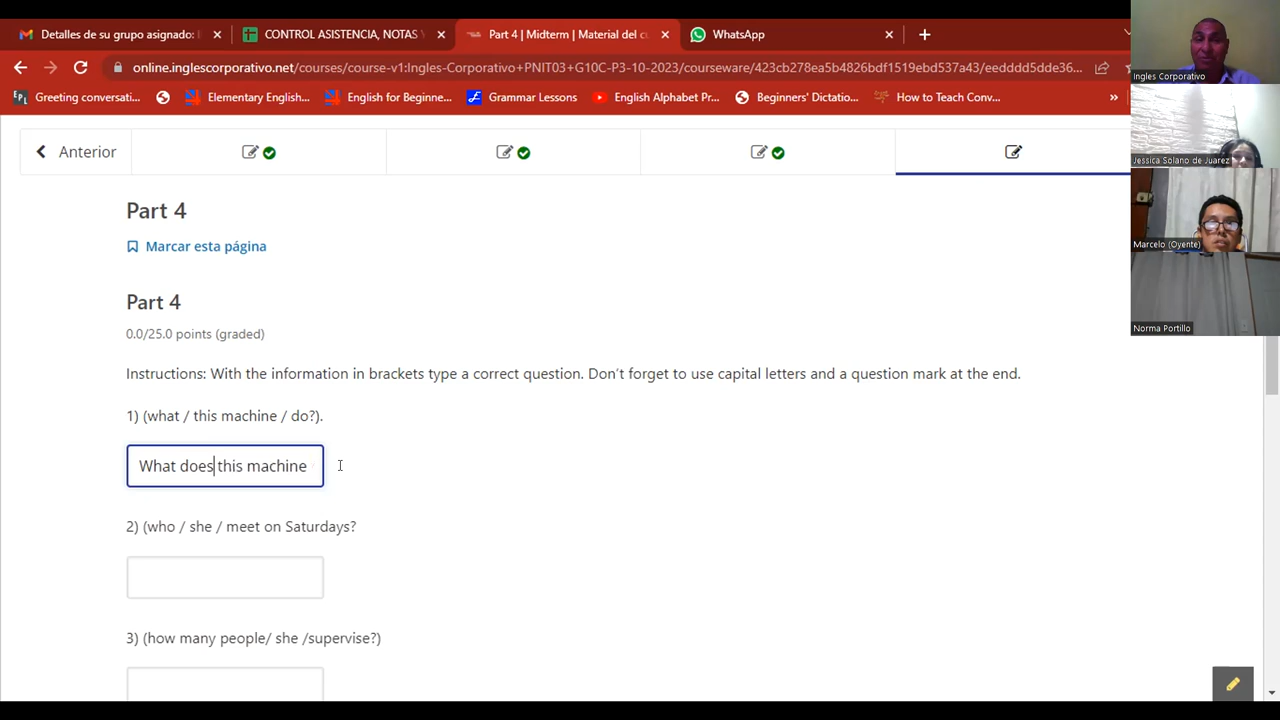 Detalles de su grupo asignado: I
CONTROL ASISTENCIA, NOTAS Y
Part 4 | Midterm | Material del cu
WhatsApp
online.inglescorporativo.net/courses/course-v1:Ingles-Corporativo+PNIT03+G10C-P3-10-2023/courseware/423cb278ea5b4826bdf1519ebd537a43/eedddd5dde36...
Greeting conversati...
Elementary English...
English for Beginne...
Grammar Lessons
English Alphabet Pr...
Beginners' Dictatio...
How to Teach Conv...
»
Ingles Corporativo
Jessica Solano de Juarez
Marcelo (Oyente)
Norma Portillo
Anterior
Part 4
Marcar esta página
Part 4
0.0/25.0 points (graded)
Instructions: With the information in brackets type a correct question. Don't forget to use capital letters and a question mark at the end.
1) (what / this machine / do?).
What does this machine
2) (who / she / meet on Saturdays?
3) (how many people/ she /supervise?)